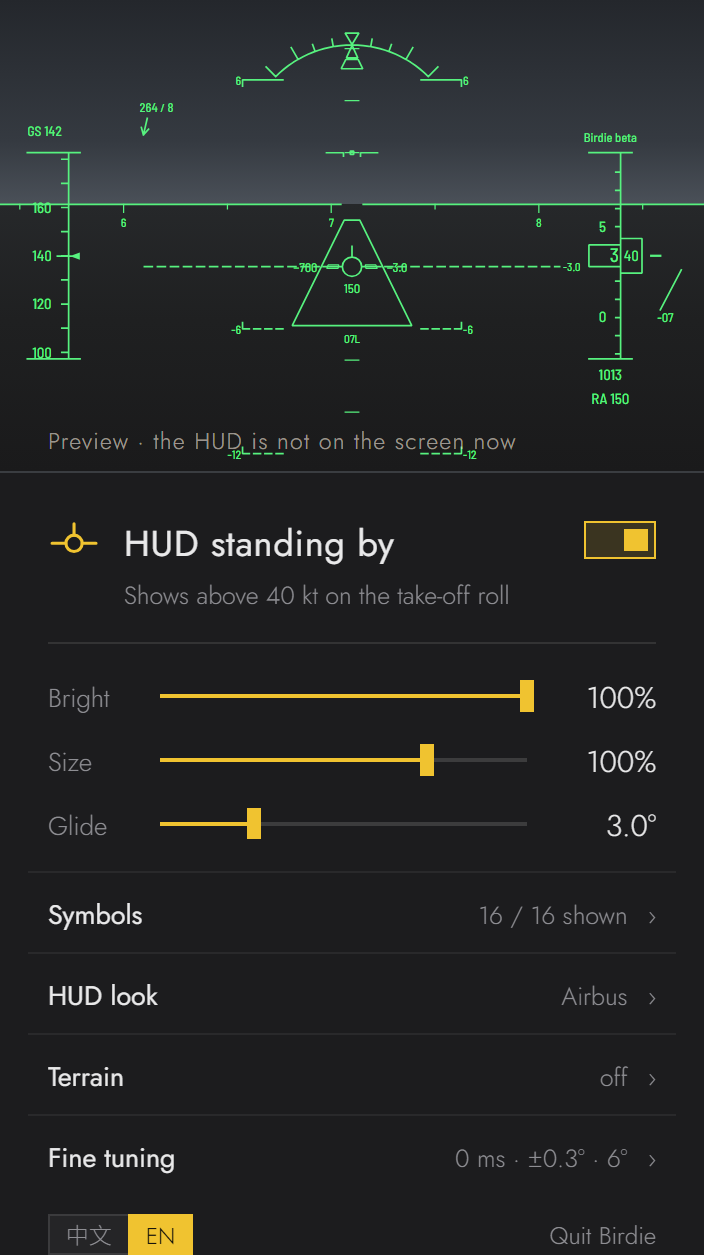 6 6
264 / 8
GS 142
Birdie beta
160
6 7 8
5
140
3 40
-700 -3.0 -3.0
150
120
0
-07
-6 -6
07L
100
1013
RA 150
Preview · the HUD is not on the screen now
-12 -12
HUD standing by
Shows above 40 kt on the take-off roll
Bright 100%
Size 100%
Glide 3.0°
Symbols 16 / 16 shown ›
HUD look Airbus ›
Terrain off ›
Fine tuning 0 ms · ±0.3° · 6° ›
中文 EN Quit Birdie